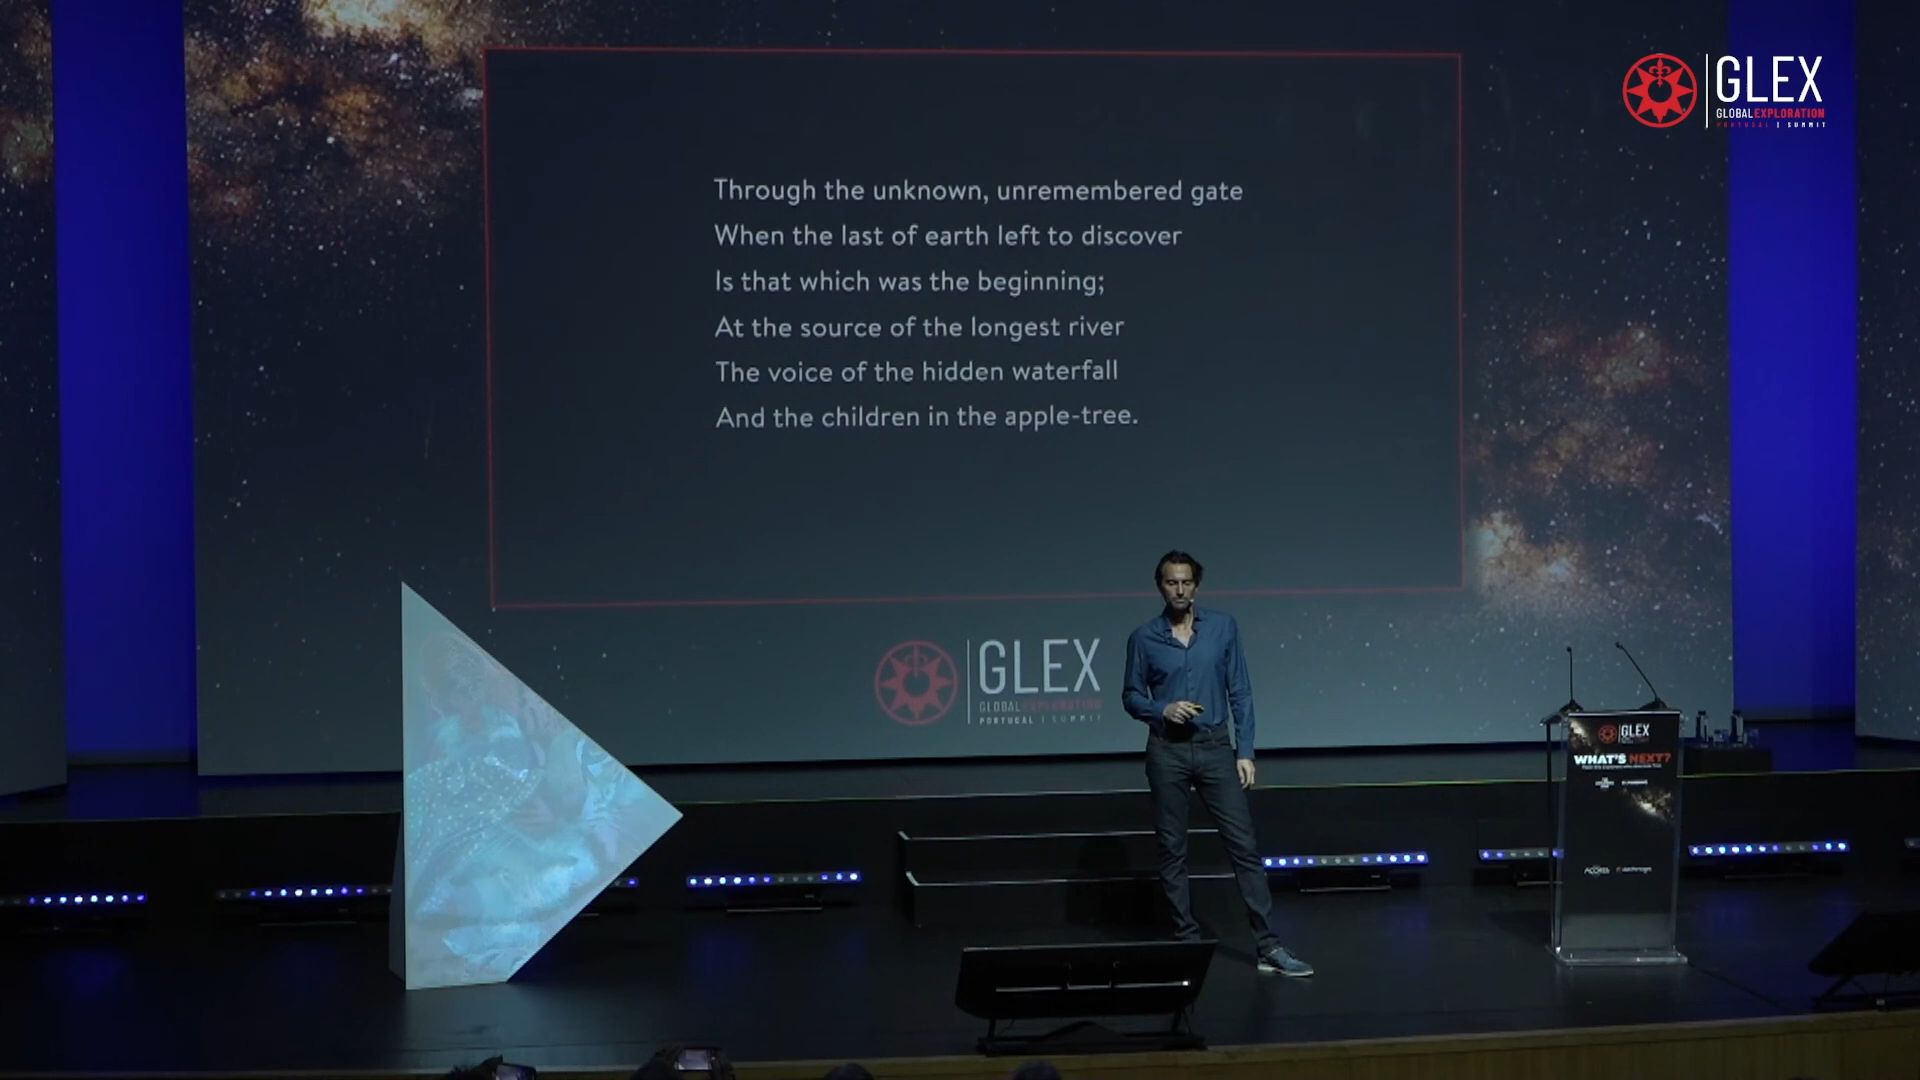 GLEX
GLOBAL EXPLORATION
PORTUGAL | SUMMIT
Through the unknown, unremembered gate
When the last of earth left to discover
Is that which was the beginning;
At the source of the longest river
The voice of the hidden waterfall
And the children in the apple-tree.
GLEX
GLOBAL EXPLORATION
PORTUGAL | SUMMIT
GLEX
WHAT'S NEXT?